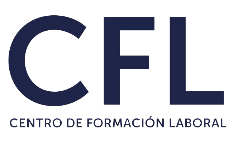 CFL
CENTRO DE FORMACIÓN LABORAL